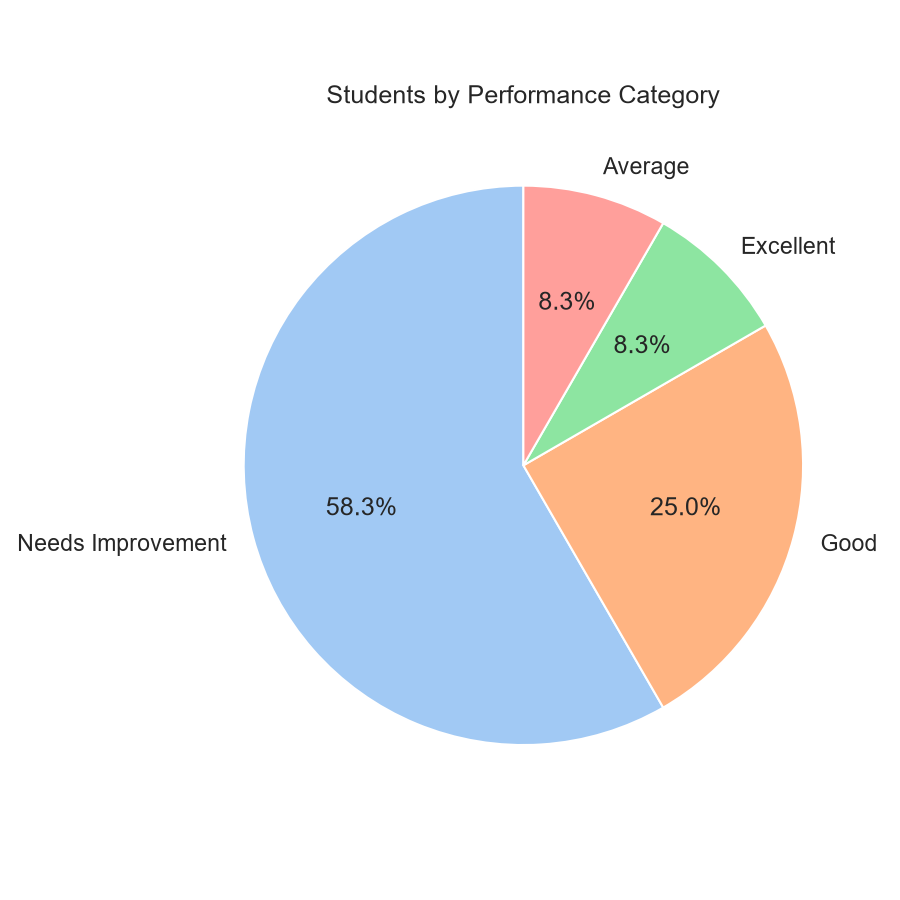 Students by Performance Category
Average
Excellent
8.3%
8.3%
58.3%
25.0%
Needs Improvement
Good